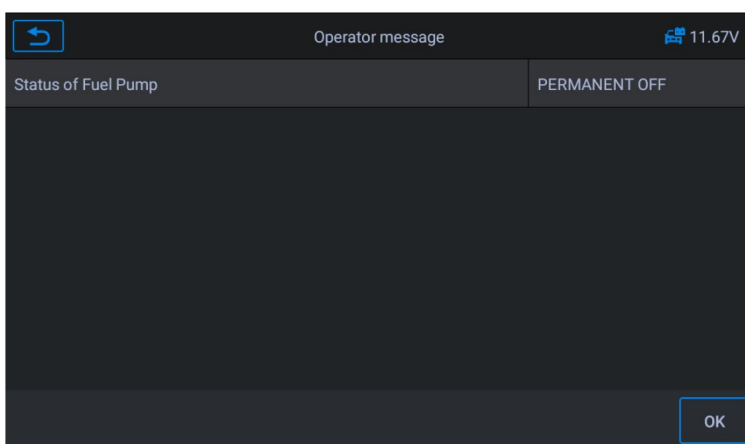 Operator message
11.67V
Status of Fuel Pump
PERMANENT OFF
OK